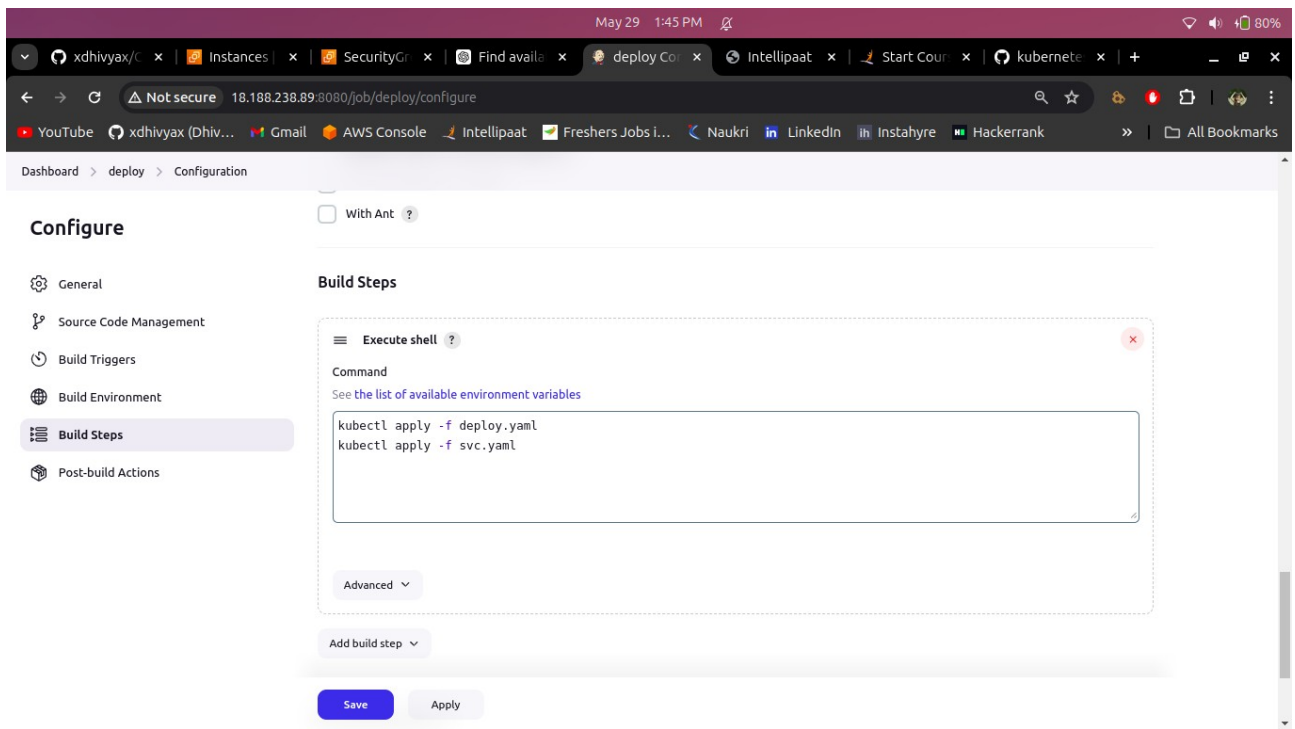 May 29 1:45 PM
80%
xdhivyax/C
Instances |
SecurityGr
Find availa
deploy Con
Intellipaat
Start Cours
kubernete
Not secure 18.188.238.89:8080/job/deploy/configure
YouTube xdhivyax (Dhiv... Gmail AWS Console Intellipaat Freshers Jobs i... Naukri LinkedIn Instahyre Hackerrank » All Bookmarks
Dashboard > deploy > Configuration
With Ant ?
Configure
General
Source Code Management
Build Triggers
Build Environment
Build Steps
Post-build Actions
Build Steps
Execute shell ?
Command
See the list of available environment variables
kubectl apply -f deploy.yaml
kubectl apply -f svc.yaml
Advanced
Add build step
Save Apply